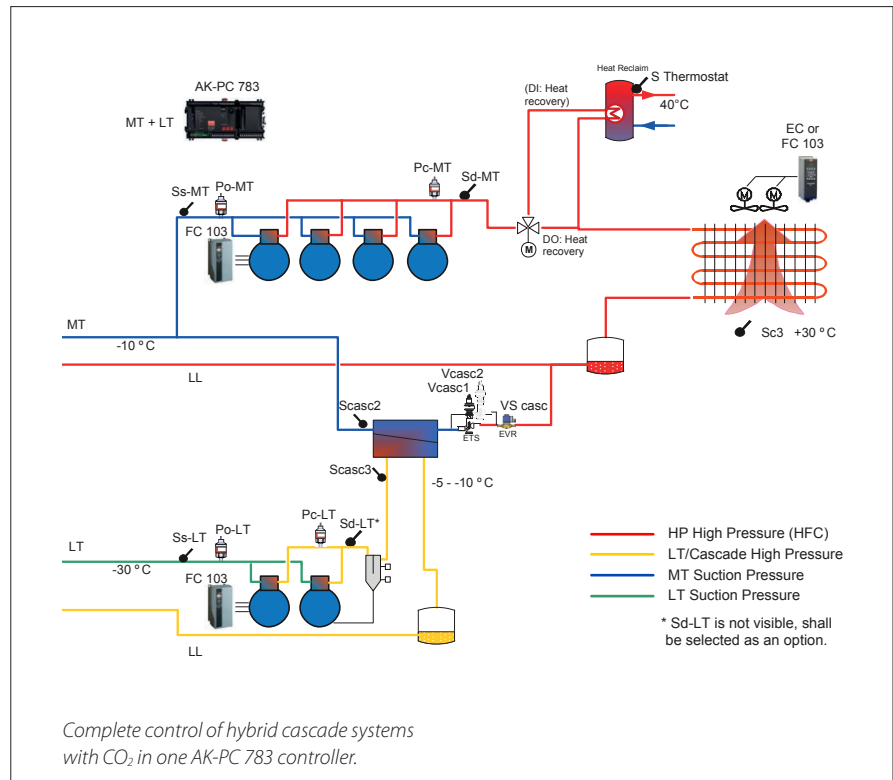 AK-PC 783
MT + LT
Heat Reclaim
S Thermostat
(DI: Heat
recovery)
40°C
EC or
FC 103
M
M
Pc-MT
Sd-MT
Ss-MT
Po-MT
FC 103
M
DO: Heat
recovery
MT
-10 °C
Sc3 +30 °C
LL
Vcasc2
Vcasc1
VS casc
Scasc2
ETS
EVR
Scasc3
-5 - -10 °C
Pc-LT
Sd-LT*
Po-LT
Ss-LT
LT
-30 °C
FC 103
LL
HP High Pressure (HFC)
LT/Cascade High Pressure
MT Suction Pressure
LT Suction Pressure
* Sd-LT is not visible, shall
be selected as an option.
Complete control of hybrid cascade systems
with CO₂ in one AK-PC 783 controller.